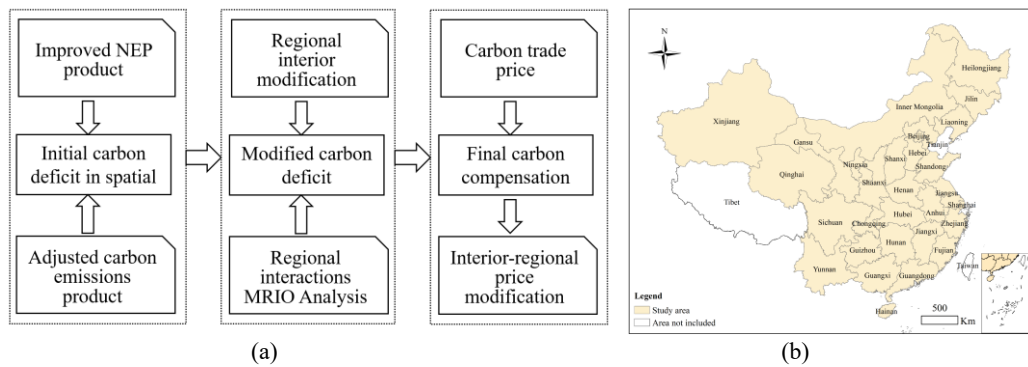 Improved NEP
product
Initial carbon
deficit in spatial
Adjusted carbon
emissions product
Regional
interior
modification
Modified carbon
deficit
Regional
interactions
MRIO Analysis
Carbon trade
price
Final carbon
compensation
Interior-regional
price
modification
(a)
N
Heilongjiang
Jilin
Inner Mongolia
Liaoning
Xinjiang
Beijing
Tianjin
Gansu
Hebei
Ningxia
Shanxi
Shandong
Qinghai
Shaanxi
Henan
Jiangsu
Tibet
Shanghai
Anhui
Hubei
Sichuan
Chongqing
Zhejiang
Jiangxi
Hunan
Guizhou
Fujian
Yunnan
Taiwan
Guangxi
Guangdong
Hainan
Legend
Study area
Area not included
500
Km
(b)